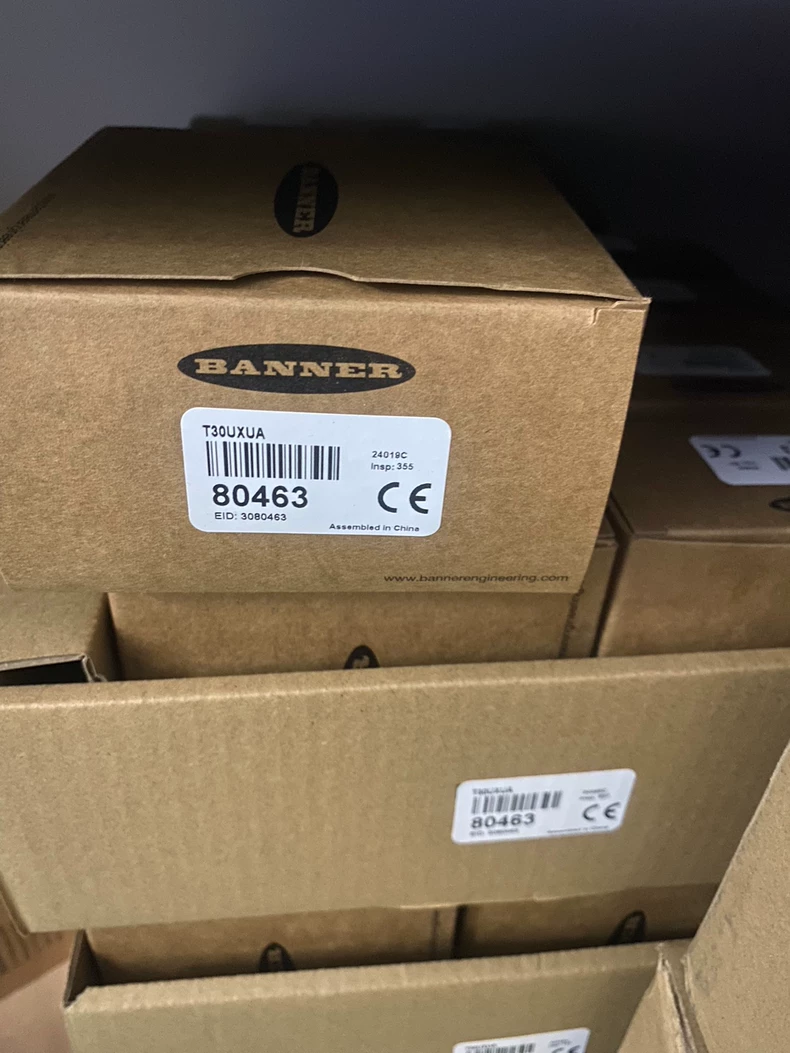 BANNER
BANNER
T30UXUA
24019C
Insp: 355
80463
EID: 3080463
CE
Assembled in China
www.bannerengineering.com
T30UXUA
80463
CE
CE